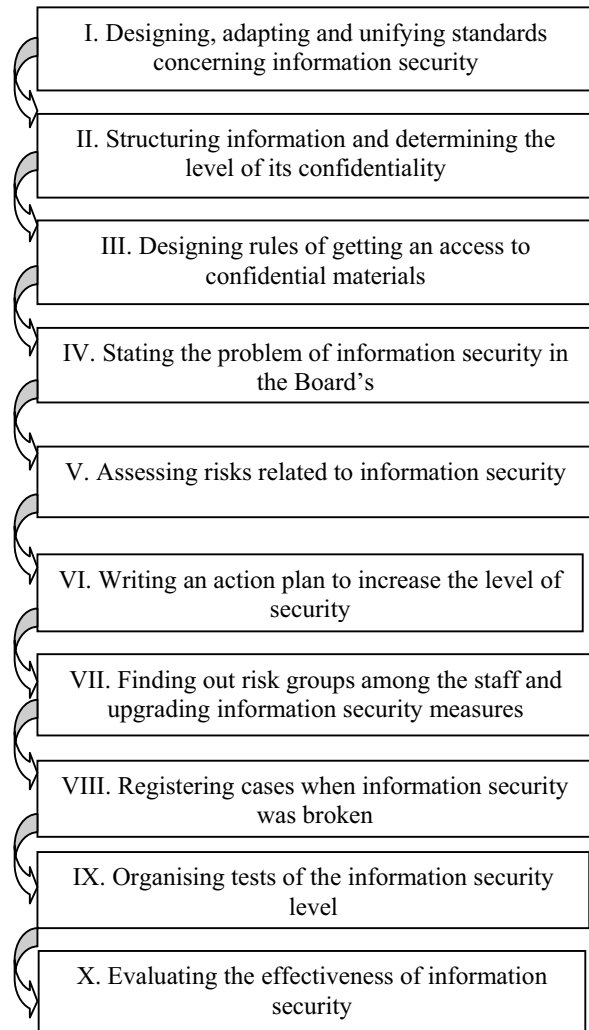 I. Designing, adapting and unifying standards
concerning information security
II. Structuring information and determining the
level of its confidentiality
III. Designing rules of getting an access to
confidential materials
IV. Stating the problem of information security in
the Board’s
V. Assessing risks related to information security
VI. Writing an action plan to increase the level of
security
VII. Finding out risk groups among the staff and
upgrading information security measures
VIII. Registering cases when information security
was broken
IX. Organising tests of the information security
level
X. Evaluating the effectiveness of information
security